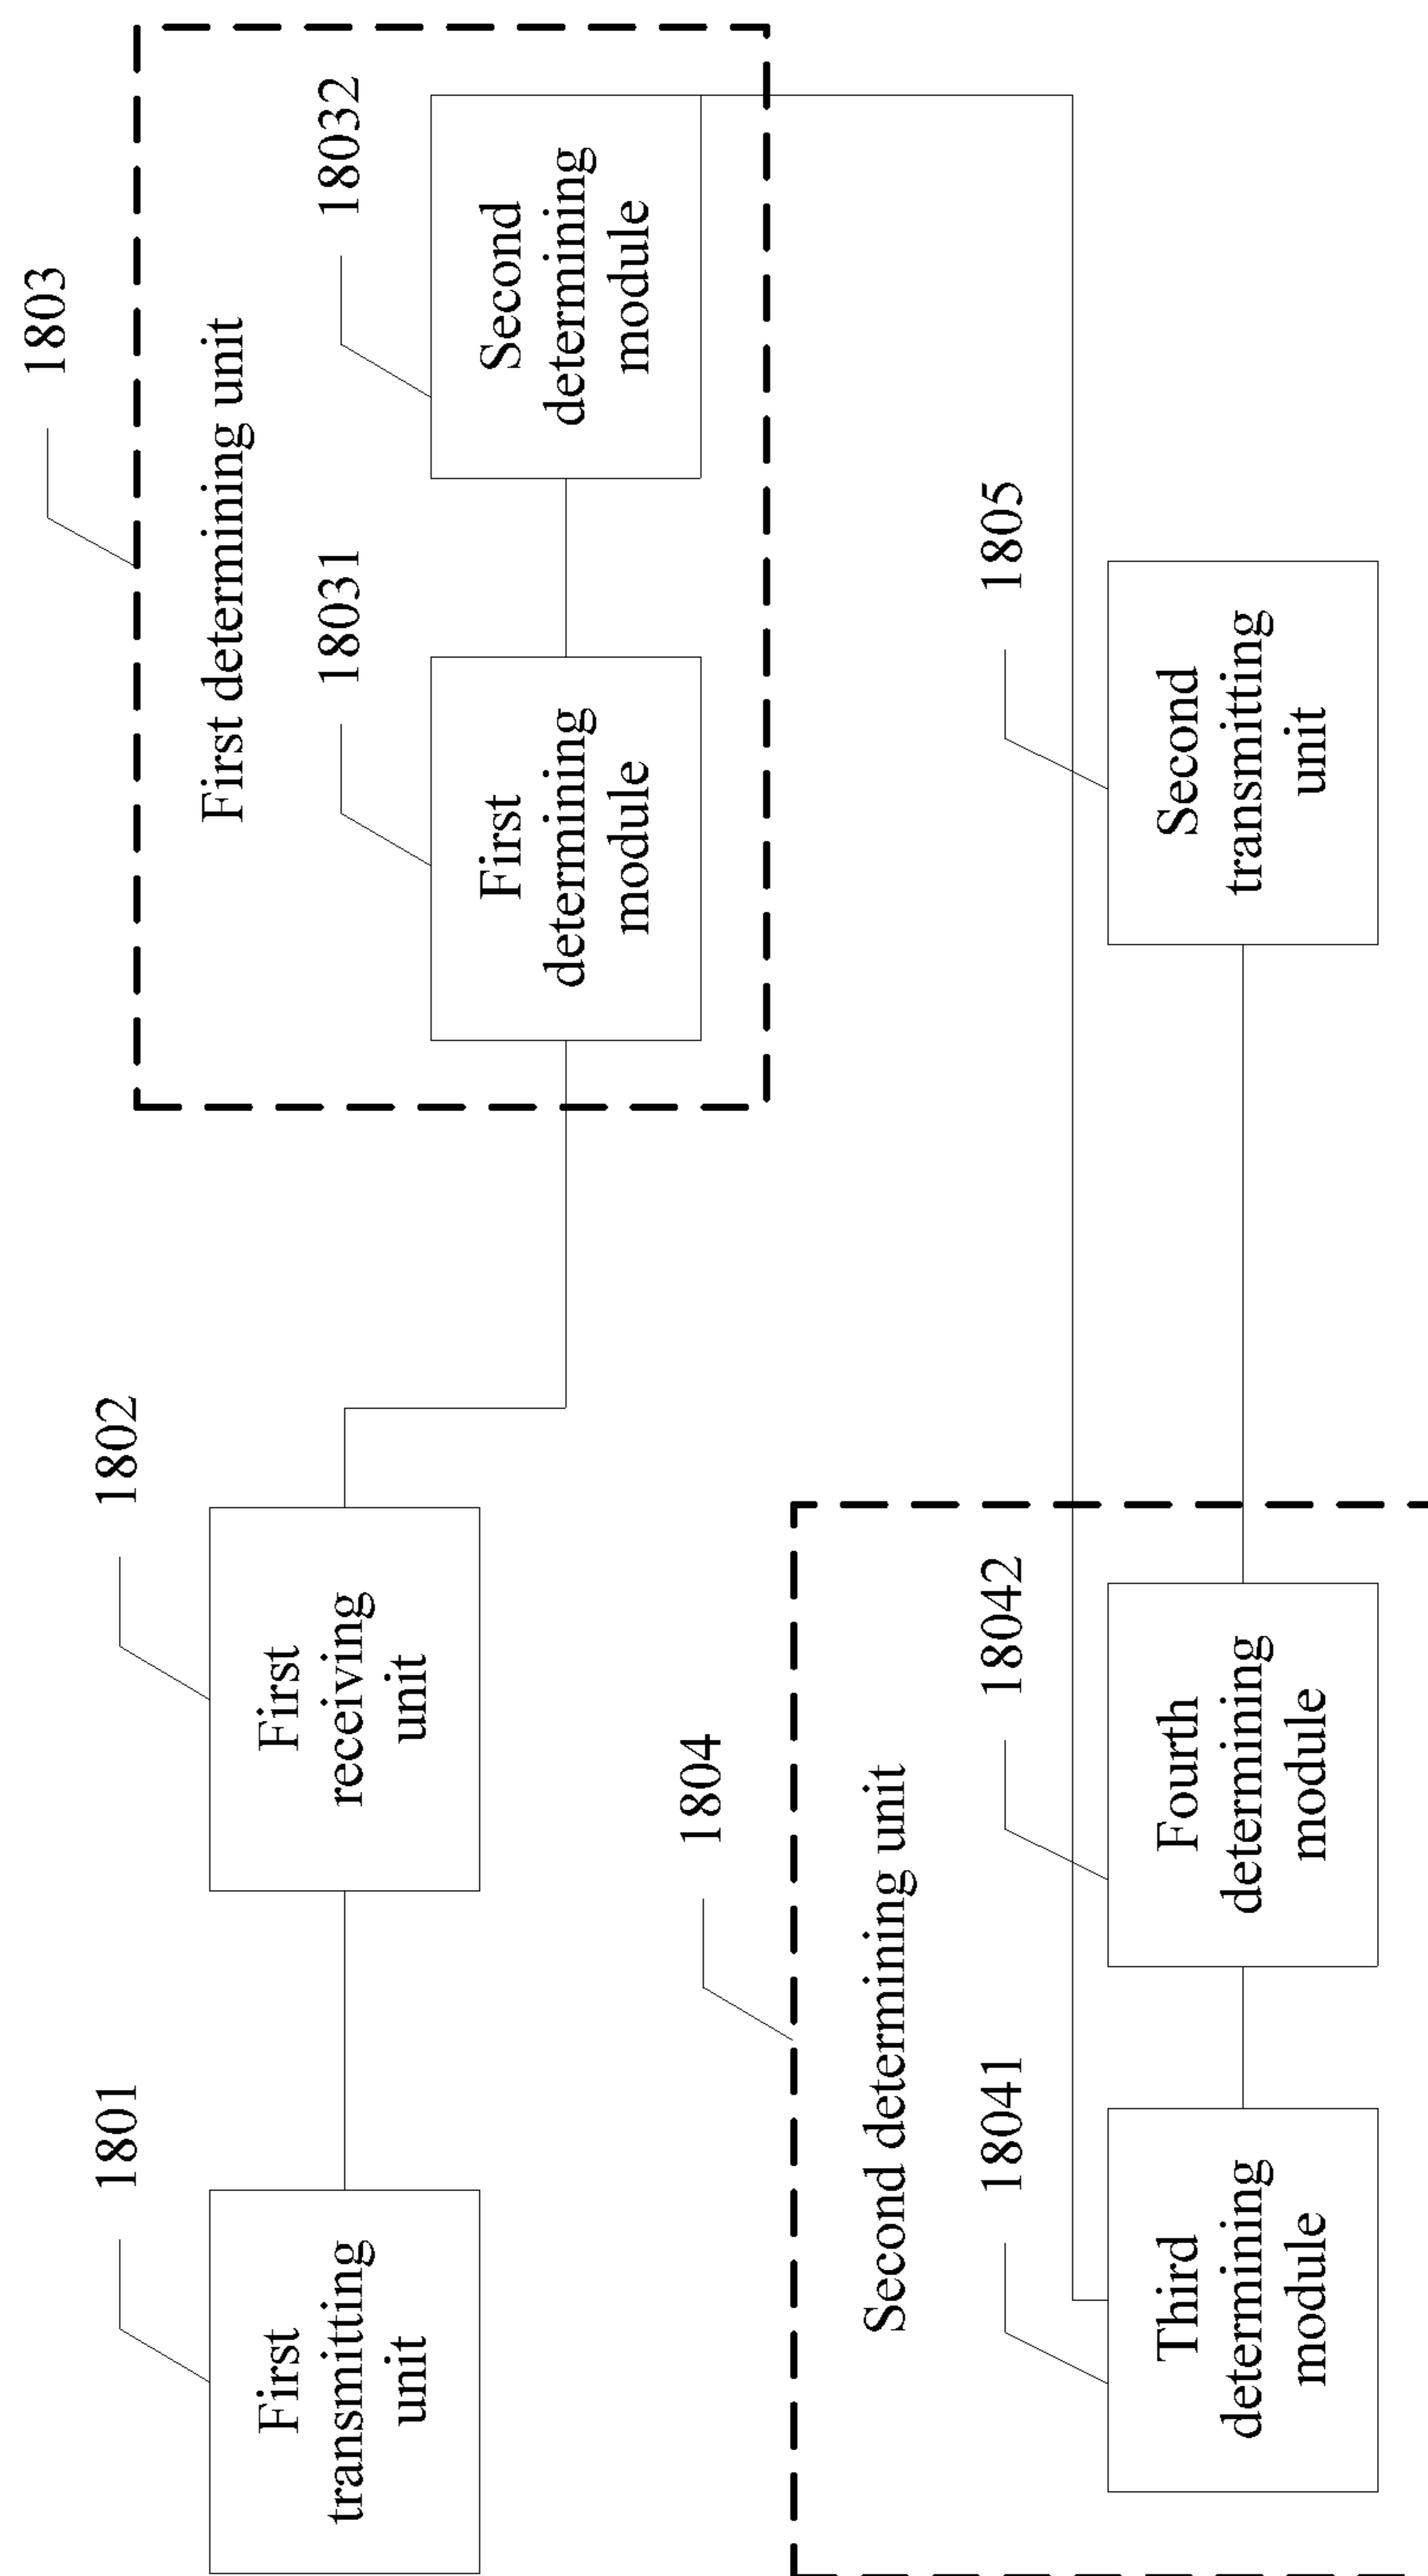 1803
First determining unit
1801
First
transmitting
unit
1802
First
receiving
unit
18031
First
determining
module
18032
Second
determining
module
1804
Second determining unit
18041
Third
determining
module
18042
Fourth
determining
module
1805
Second
transmitting
unit